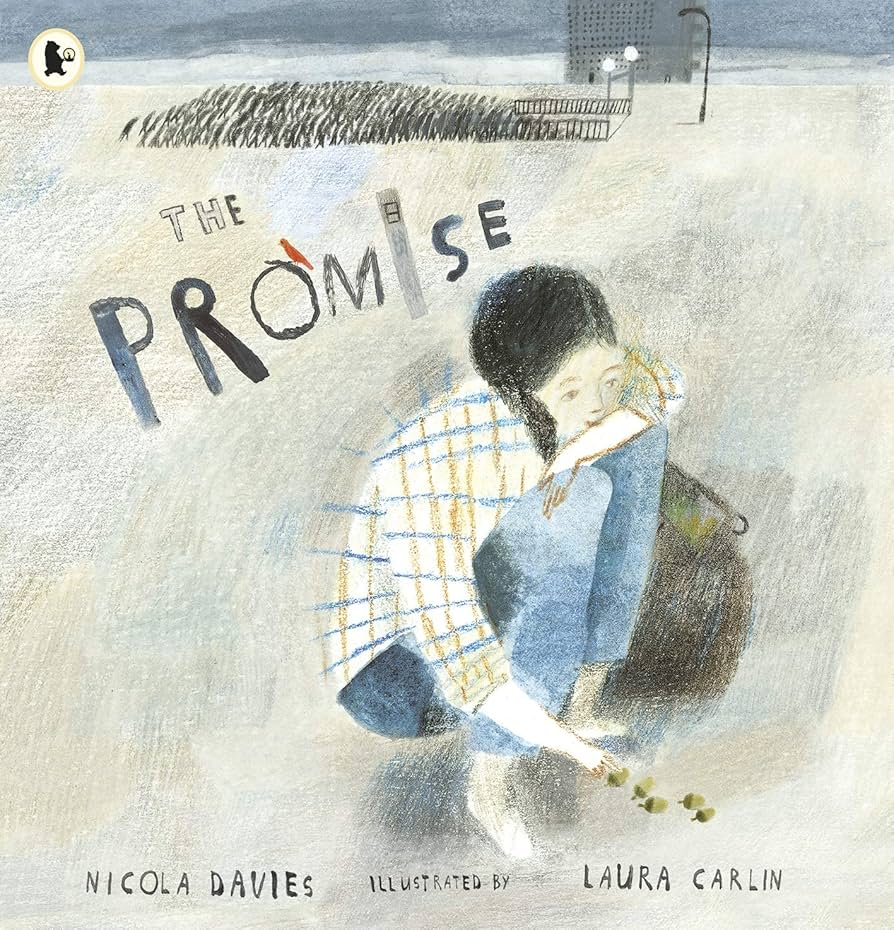 THE
PROMISE
NICOLA DAVIES ILLUSTRATED BY LAURA CARLIN